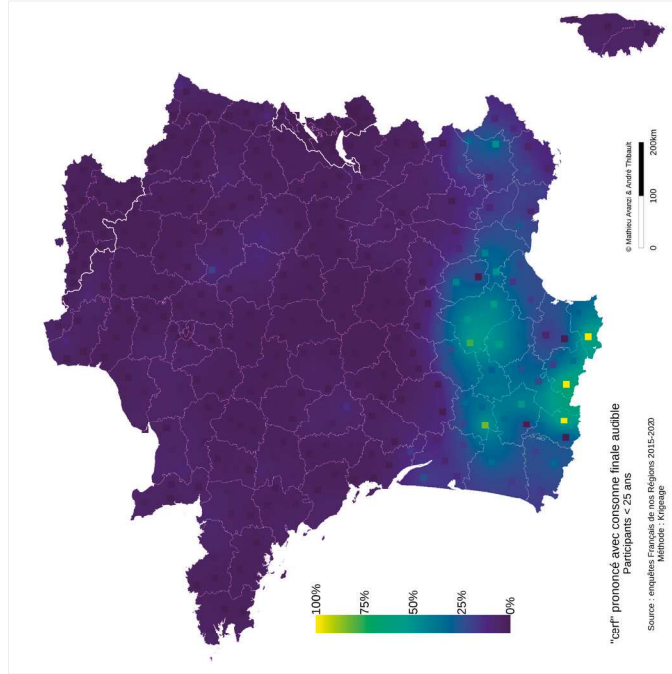 "cerf" prononcé avec consonne finale audible
Participants < 25 ans
Source : enquêtes Français de nos Régions 2015-2020
Méthode : Krigeage
100%
75%
50%
25%
0%
© Mathieu Avanzi & André Thibault
0 100 200km